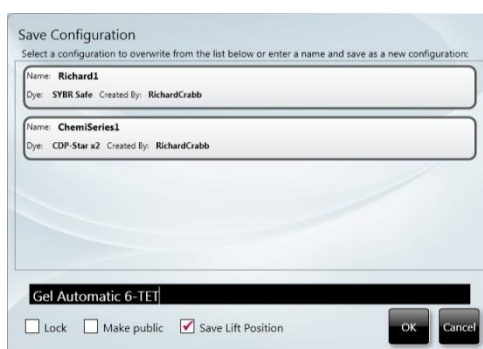 Save Configuration
Select a configuration to overwrite from the list below or enter a name and save as a new configuration:
Name: Richard1
Dye: SYBR Safe Created By: RichardCrabb
Name: ChemiSeries1
Dye: CDP-Star x2 Created By: RichardCrabb
Gel Automatic 6-TET
Lock Make public Save Lift Position OK Cancel